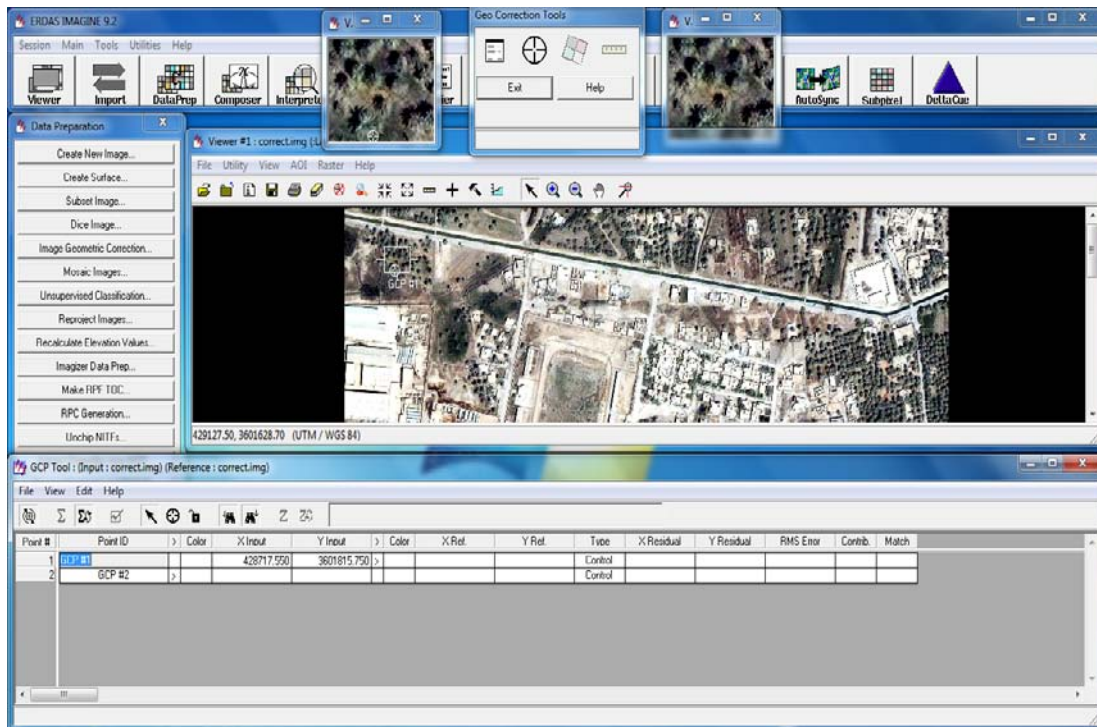 ERDAS IMAGINE 9.2
Session Main Tools Utilities Help
Viewer Import DataPrep Composer AutoSync Subpixel DeltaCue
V.
Geo Correction Tools
Exit Help
V.
Data Preparation
Create New Image...
Create Surface...
Subset Image...
Dice Image...
Image Geometric Correction...
Mosaic Images...
Unsupervised Classification...
Reproject Images...
Recalculate Elevation Values...
Imagizer Data Prep...
Make RPF TOC...
RPC Generation...
Unchip NITFs...
Viewer #1 : correct.img
File Utility View AOI Raster Help
GCP #1
429127.50, 3601628.70 (UTM / WGS 84)
GCP Tool : (Input : correct.img) (Reference : correct.img)
File View Edit Help
Point # Point ID > Color X Input Y Input > Color X Ref. Y Ref. Type X Residual Y Residual RMS Error Contrib. Match
1 GCP #1 428717.550 3601815.750 > Control
2 GCP #2 > Control